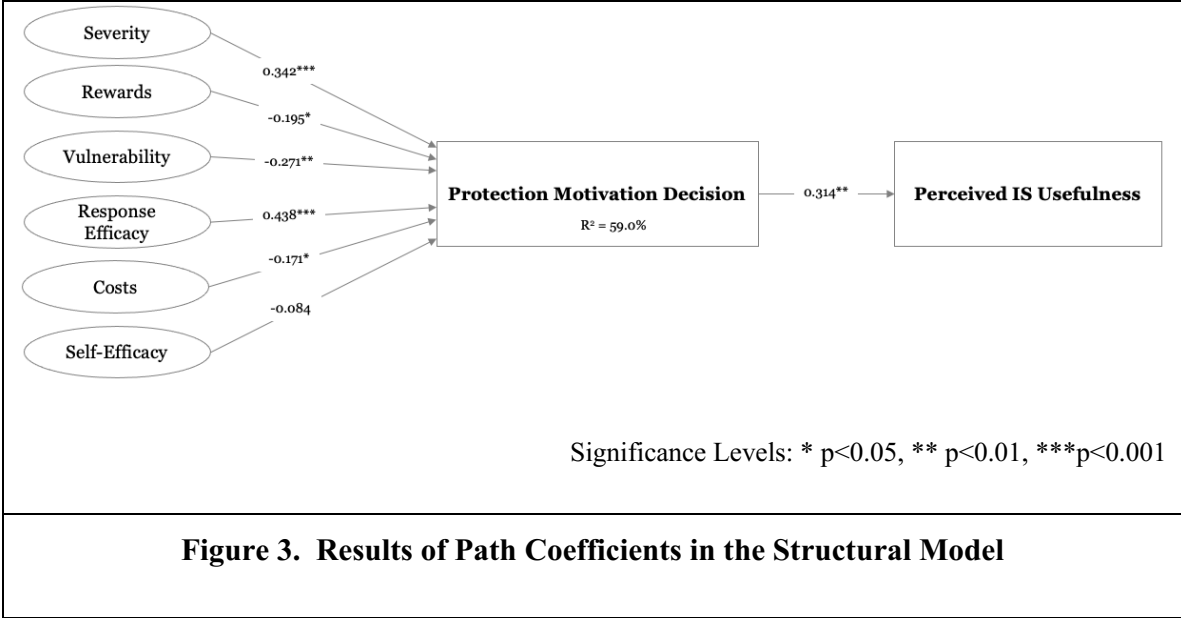 Severity
0.342***
Rewards
-0.195*
Vulnerability
-0.271**
Response
Efficacy
0.438***
Costs
-0.171*
Self-Efficacy
-0.084
Protection Motivation Decision
R² = 59.0%
0.314**
Perceived IS Usefulness
Significance Levels: * p<0.05, ** p<0.01, ***p<0.001
Figure 3. Results of Path Coefficients in the Structural Model